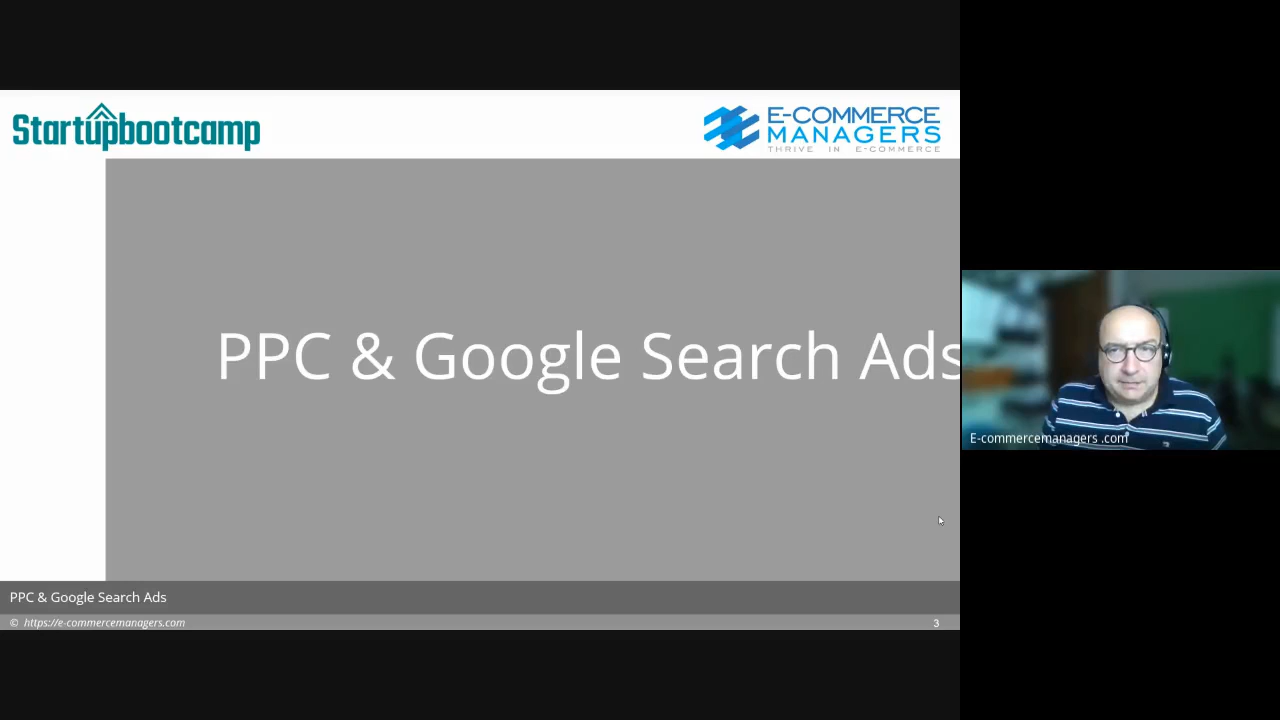 Startupbootcamp
E-COMMERCE
MANAGERS
THRIVE IN E-COMMERCE
PPC & Google Search Ads
E-commercemanagers .com
PPC & Google Search Ads
© https://e-commercemanagers.com
3